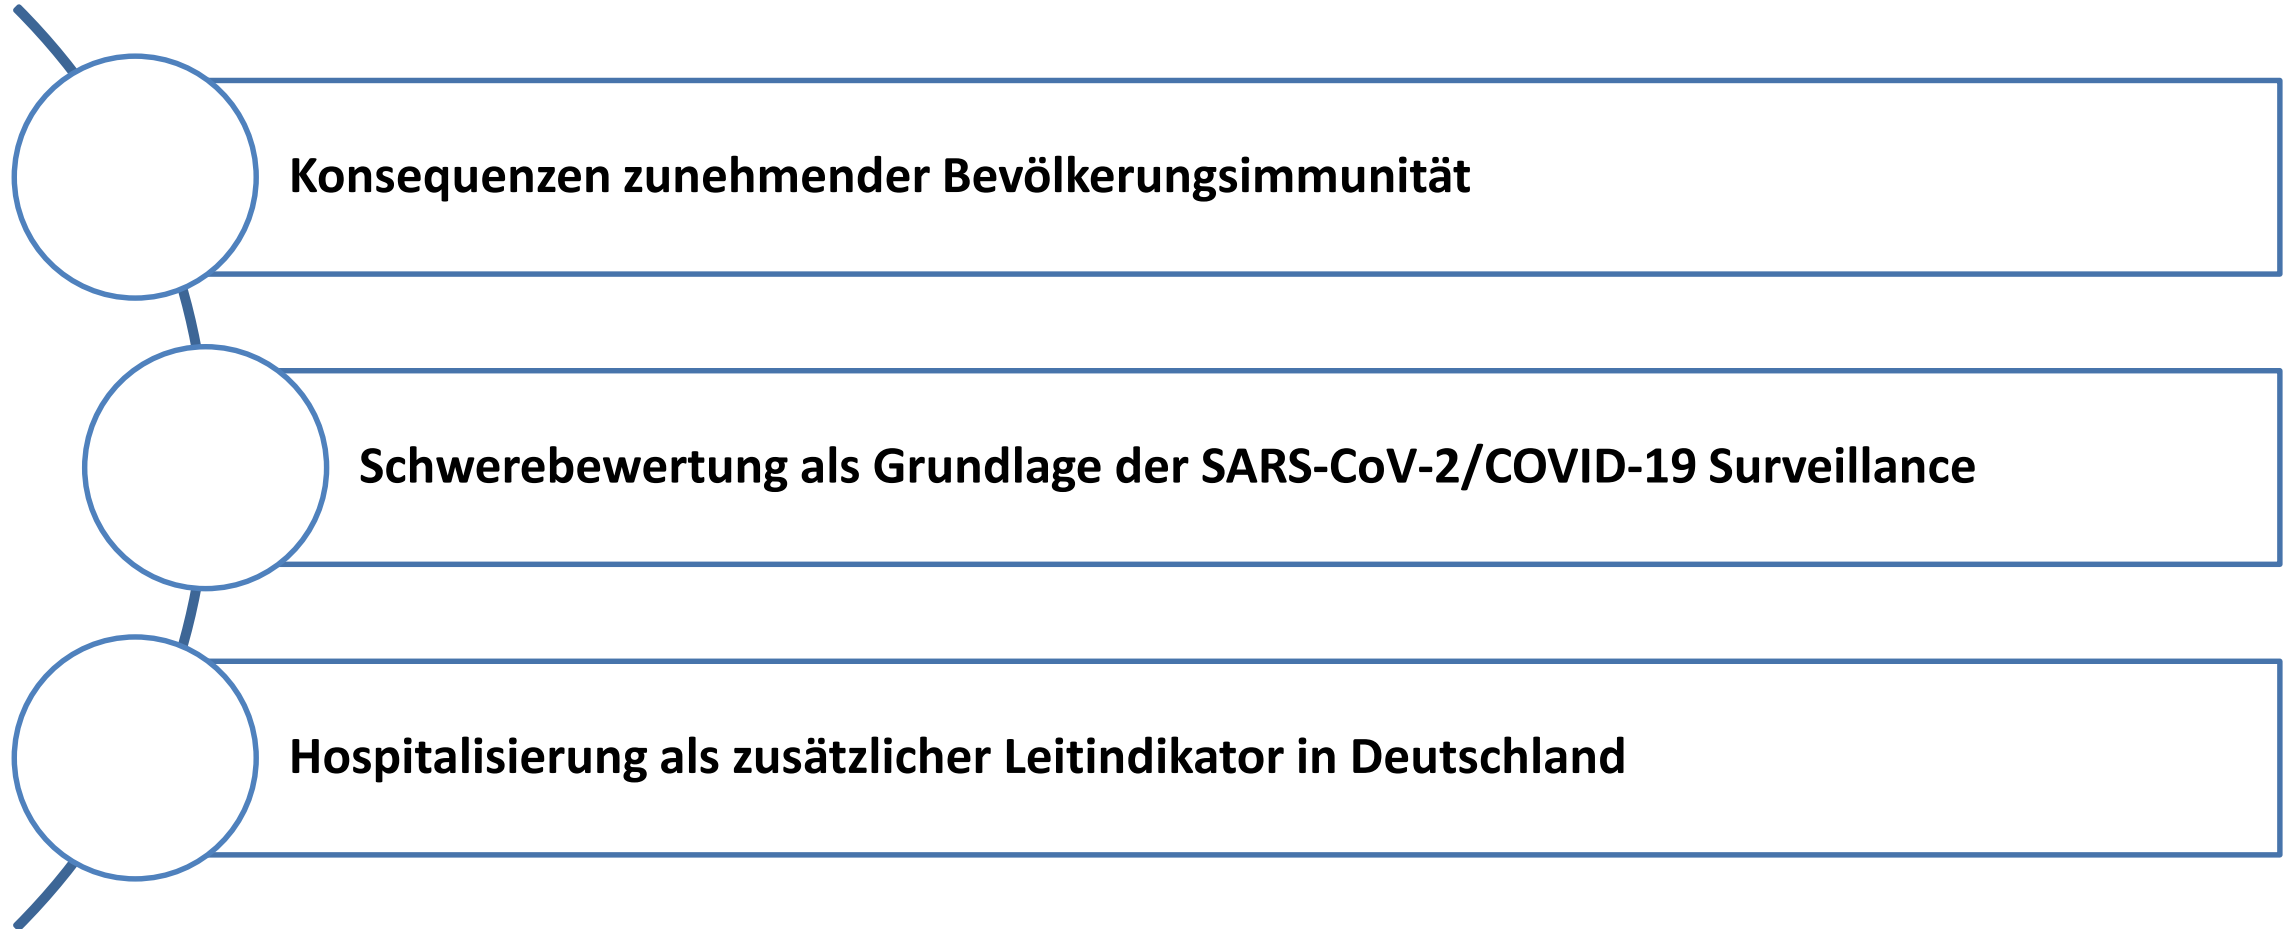 Konsequenzen zunehmender Bevölkerungsimmunität
Schwerebewertung als Grundlage der SARS-CoV-2/COVID-19 Surveillance
Hospitalisierung als zusätzlicher Leitindikator in Deutschland